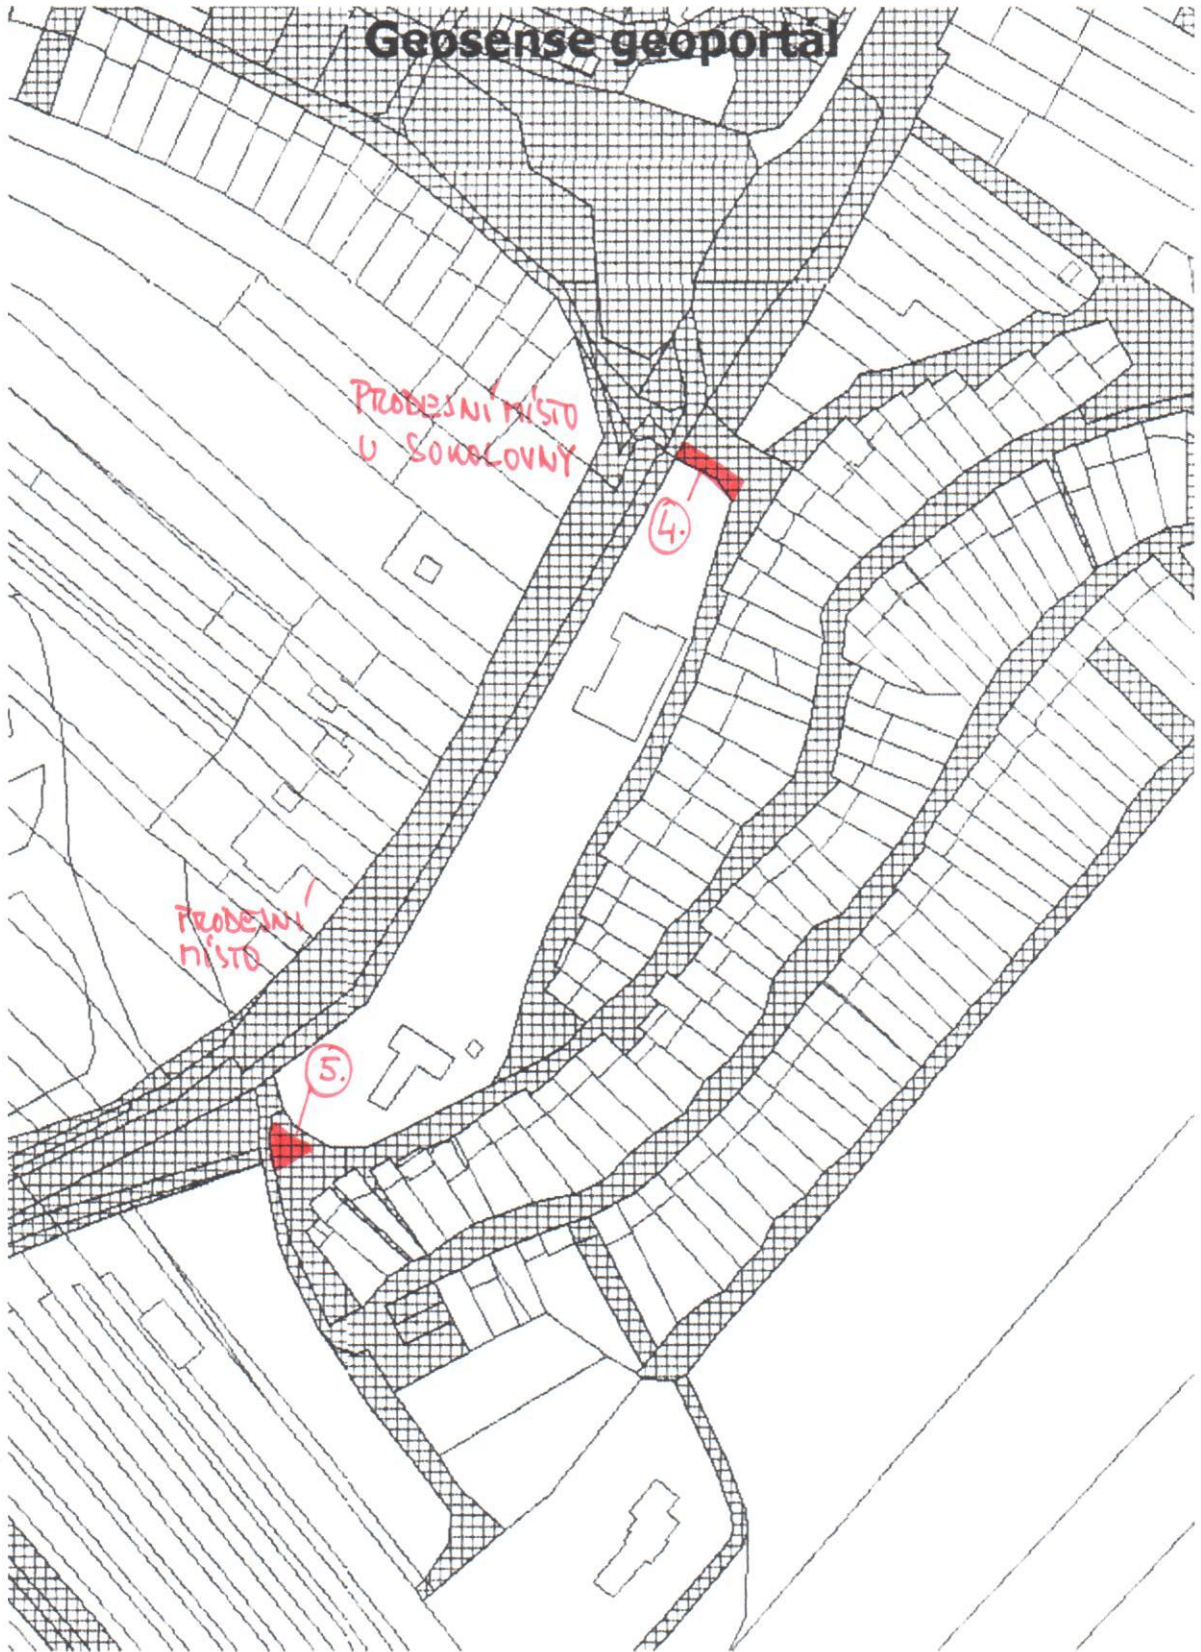 Geosense geoportál
PRODEJNÍ MÍSTO
U SOKOLOVNY
4.
PRODEJNÍ
MÍSTO
5.